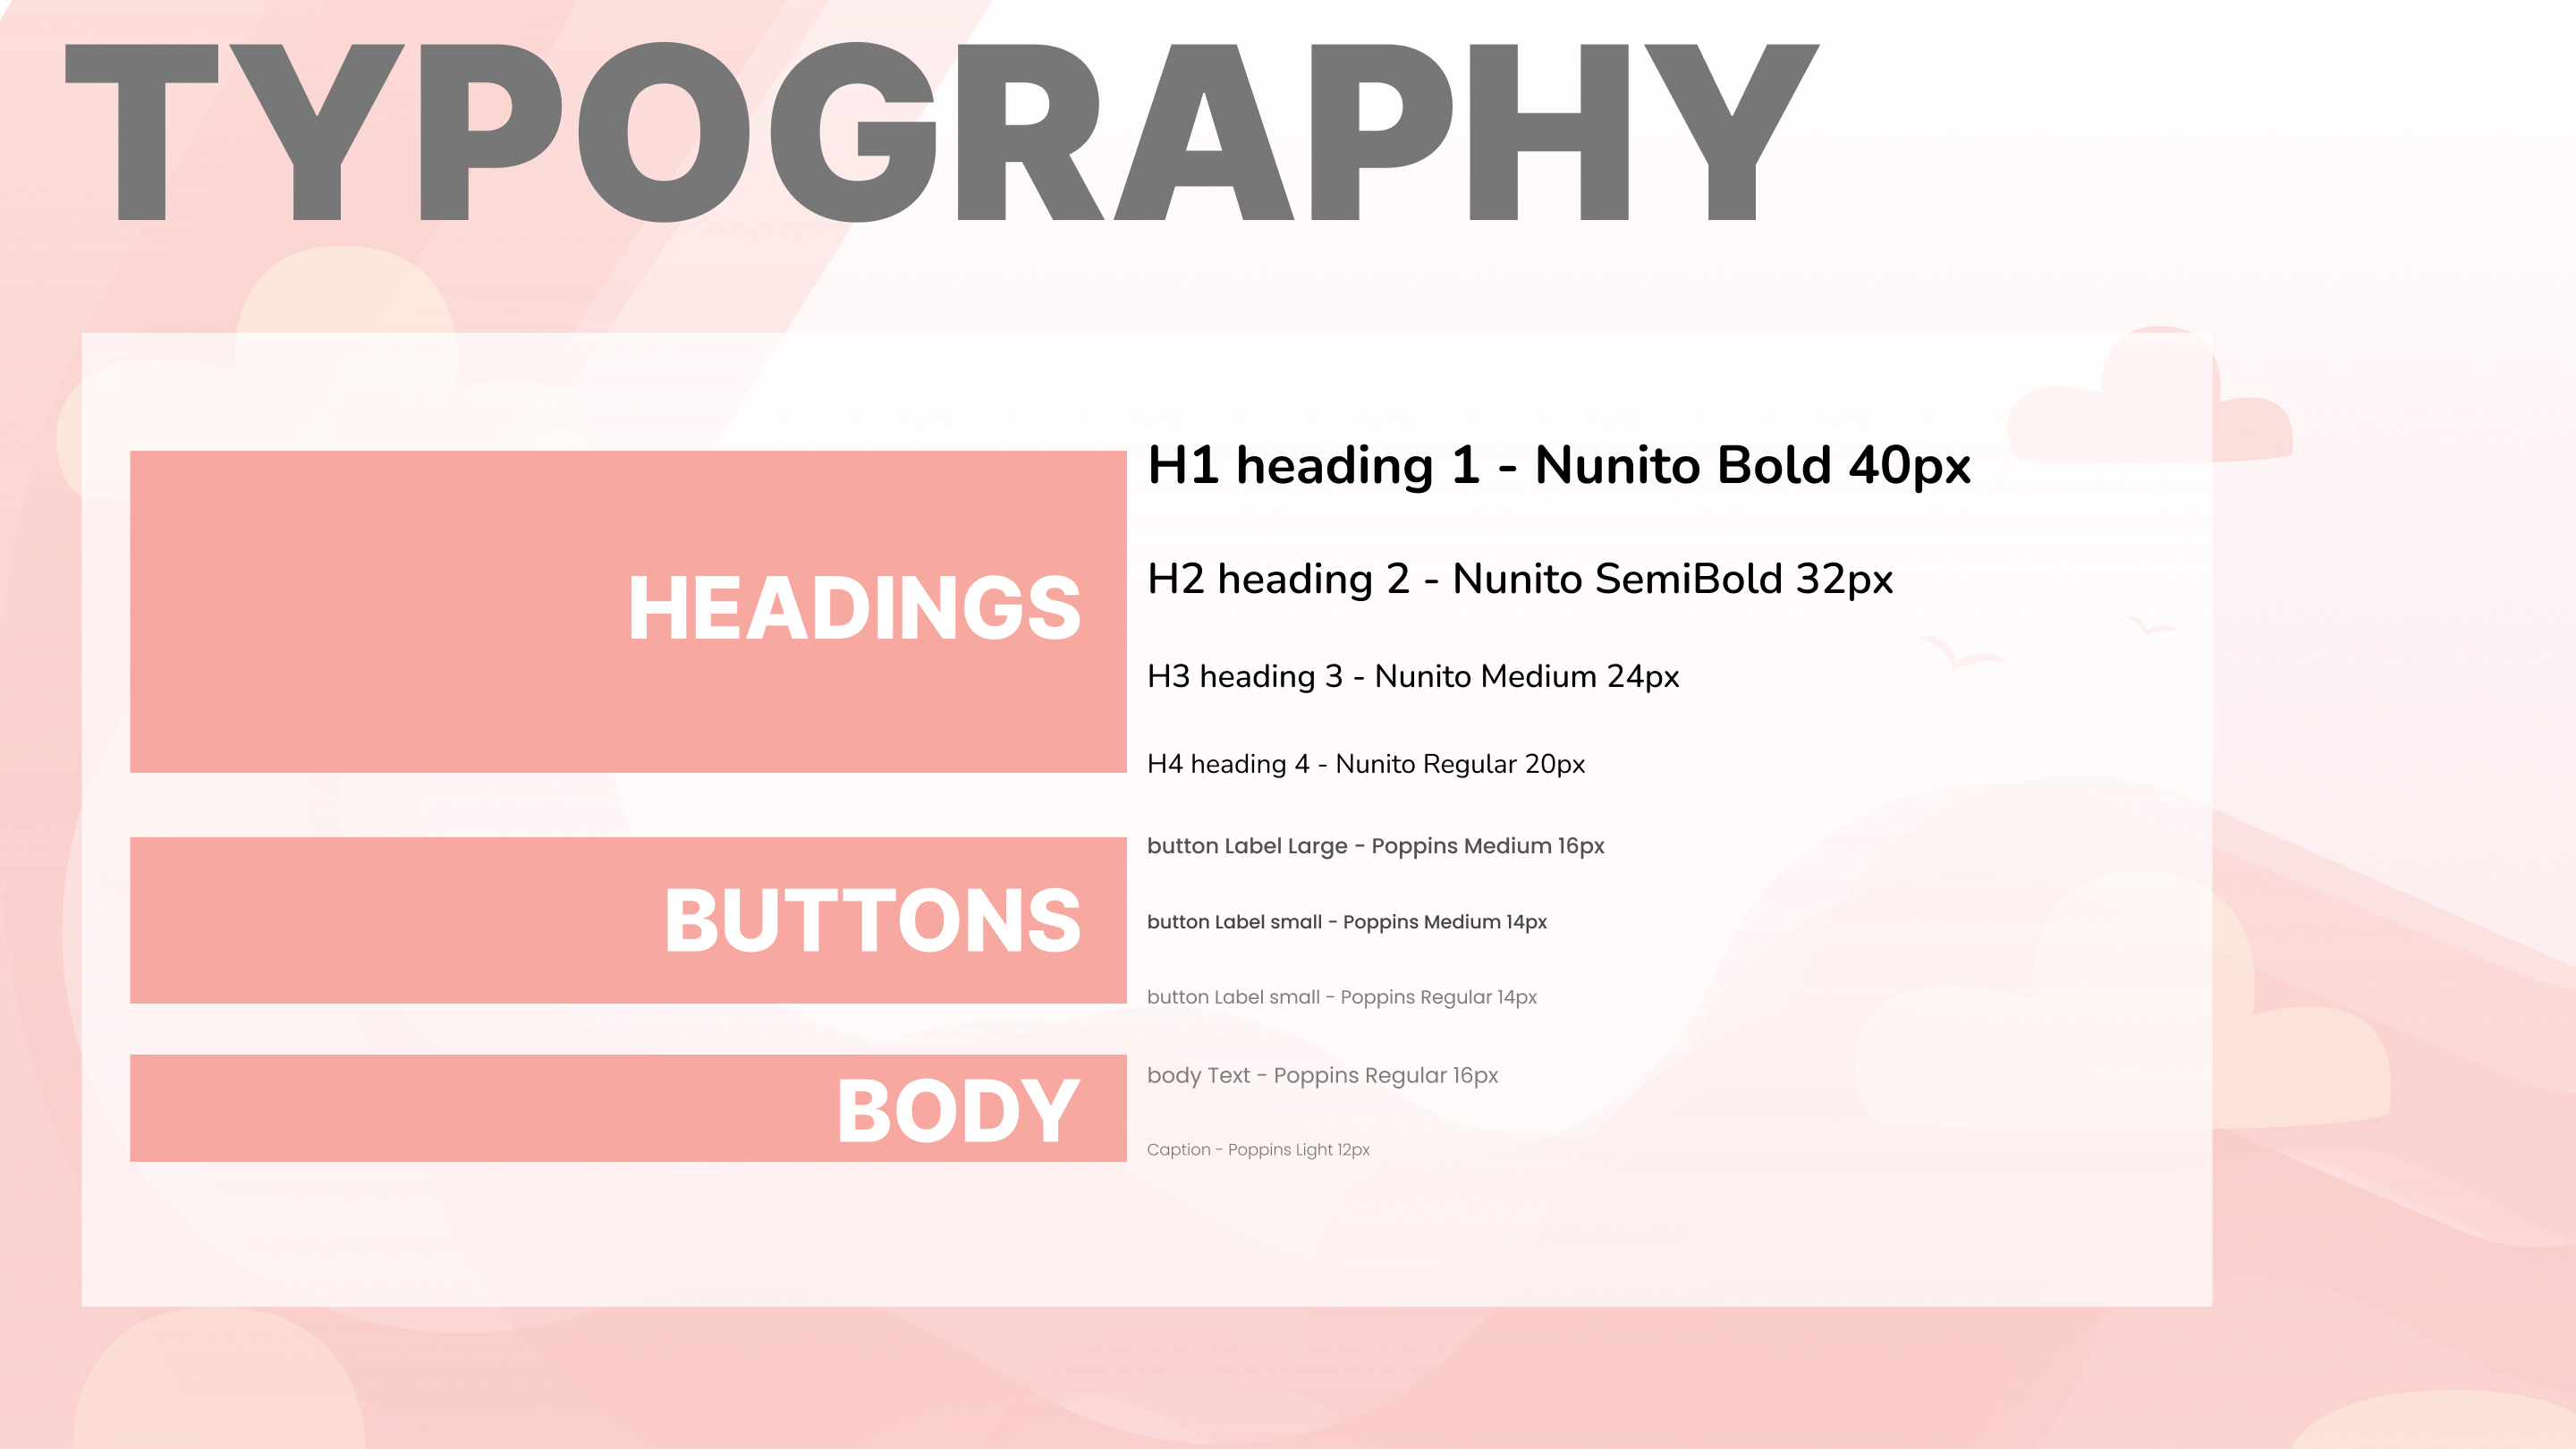 TYPOGRAPHY
HEADINGS
H1 heading 1 - Nunito Bold 40px
H2 heading 2 - Nunito SemiBold 32px
H3 heading 3 - Nunito Medium 24px
H4 heading 4 - Nunito Regular 20px
BUTTONS
button Label Large - Poppins Medium 16px
button Label small - Poppins Medium 14px
button Label small - Poppins Regular 14px
BODY
body Text - Poppins Regular 16px
Caption - Poppins Light 12px